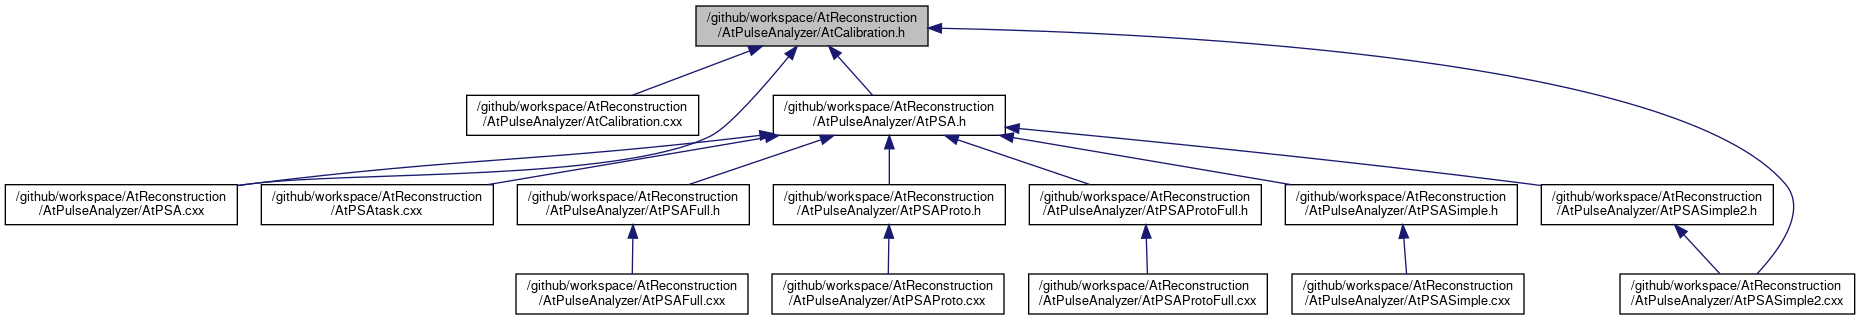 /github/workspace/AtReconstruction
/AtPulseAnalyzer/AtCalibration.h
/github/workspace/AtReconstruction
/AtPulseAnalyzer/AtCalibration.cxx
/github/workspace/AtReconstruction
/AtPulseAnalyzer/AtPSA.h
/github/workspace/AtReconstruction
/AtPulseAnalyzer/AtPSA.cxx
/github/workspace/AtReconstruction
/AtPSAtask.cxx
/github/workspace/AtReconstruction
/AtPulseAnalyzer/AtPSAFull.h
/github/workspace/AtReconstruction
/AtPulseAnalyzer/AtPSAProto.h
/github/workspace/AtReconstruction
/AtPulseAnalyzer/AtPSAProtoFull.h
/github/workspace/AtReconstruction
/AtPulseAnalyzer/AtPSASimple.h
/github/workspace/AtReconstruction
/AtPulseAnalyzer/AtPSASimple2.h
/github/workspace/AtReconstruction
/AtPulseAnalyzer/AtPSAFull.cxx
/github/workspace/AtReconstruction
/AtPulseAnalyzer/AtPSAProto.cxx
/github/workspace/AtReconstruction
/AtPulseAnalyzer/AtPSAProtoFull.cxx
/github/workspace/AtReconstruction
/AtPulseAnalyzer/AtPSASimple.cxx
/github/workspace/AtReconstruction
/AtPulseAnalyzer/AtPSASimple2.cxx